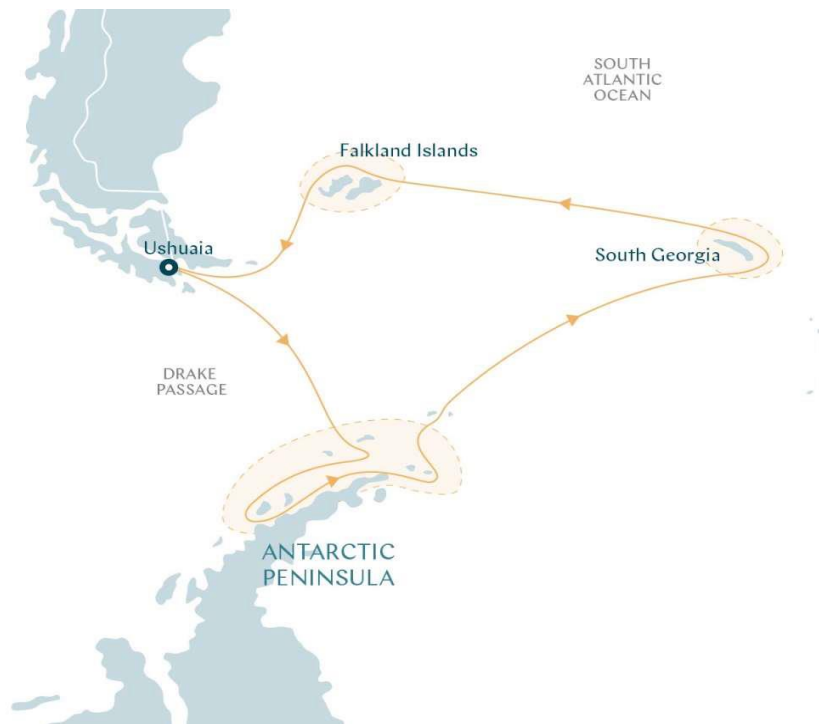 SOUTH
ATLANTIC
OCEAN
Falkland Islands
Ushuaia
South Georgia
DRAKE
PASSAGE
ANTARCTIC
PENINSULA